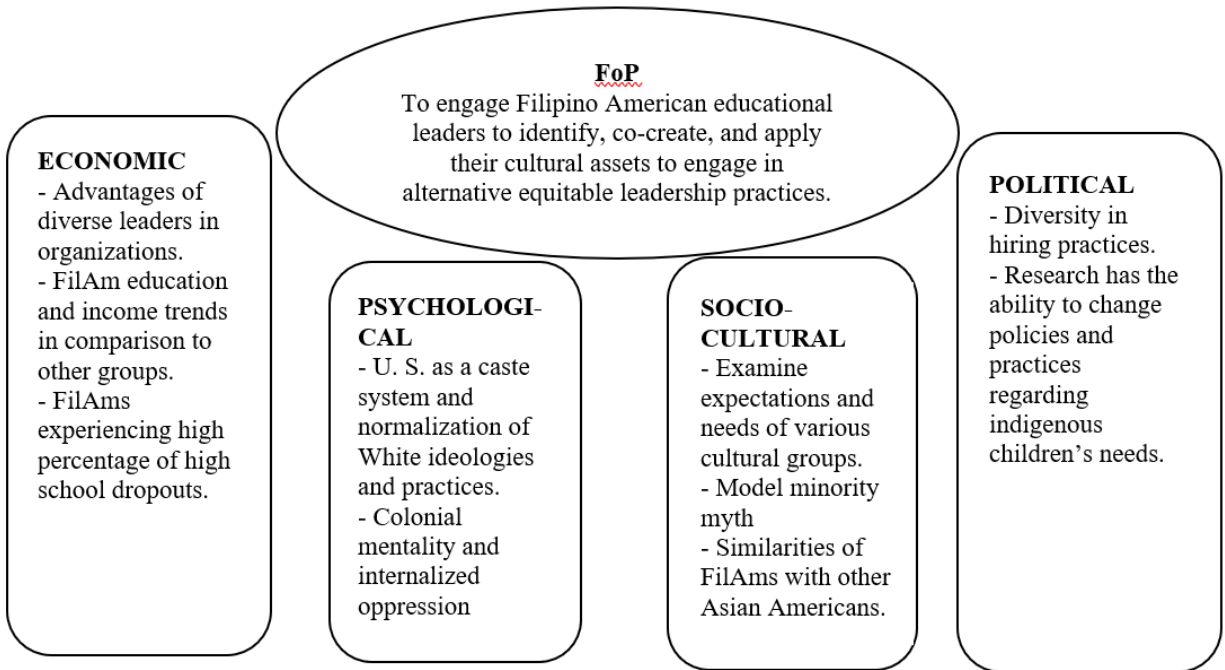 FoP
To engage Filipino American educational
leaders to identify, co-create, and apply
their cultural assets to engage in
alternative equitable leadership practices.
ECONOMIC
- Advantages of
diverse leaders in
organizations.
- FilAm education
and income trends
in comparison to
other groups.
- FilAms
experiencing high
percentage of high
school dropouts.
PSYCHOLOGI-
CAL
- U. S. as a caste
system and
normalization of
White ideologies
and practices.
- Colonial
mentality and
internalized
oppression
SOCIO-
CULTURAL
- Examine
expectations and
needs of various
cultural groups.
- Model minority
myth
- Similarities of
FilAms with other
Asian Americans.
POLITICAL
- Diversity in
hiring practices.
- Research has the
ability to change
policies and
practices
regarding
indigenous
children’s needs.